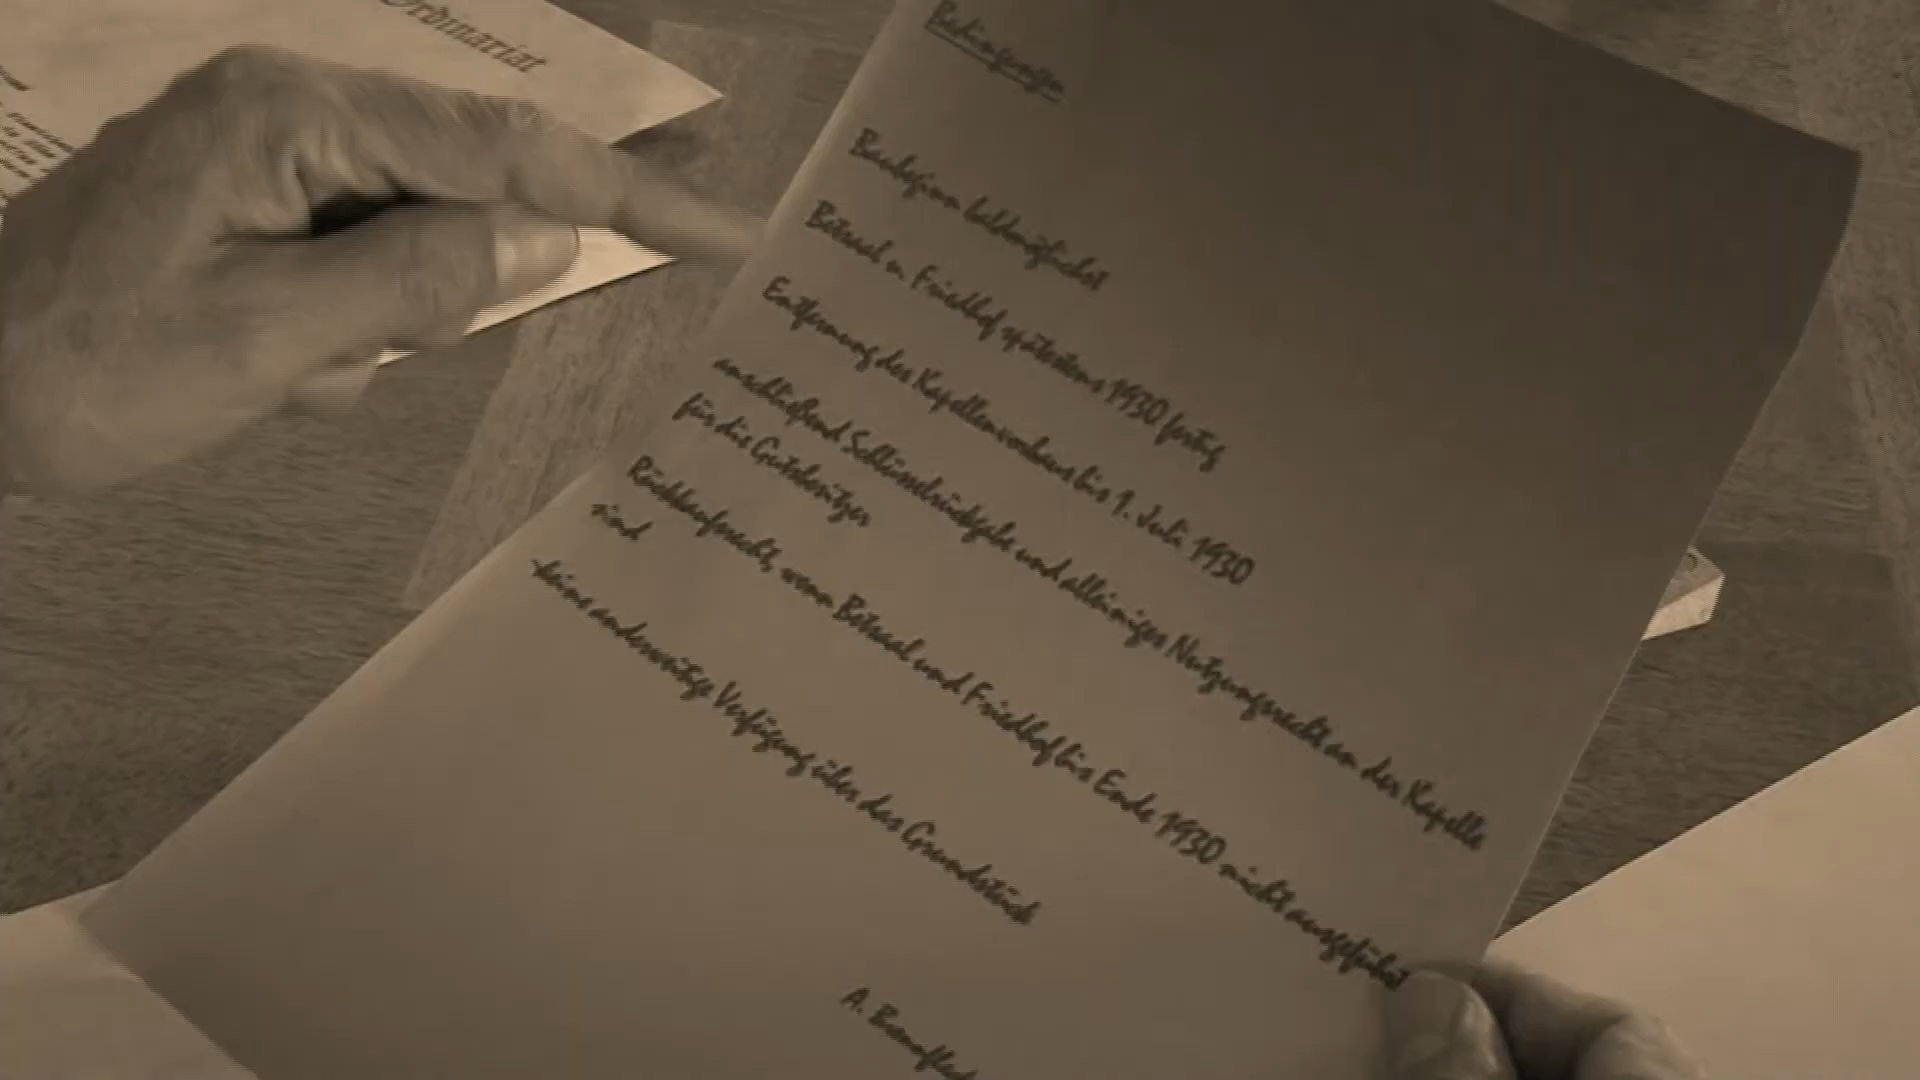 Ordinariat
Bedingungen
Baubeginn baldmöglichst
Betsaal u. Friedhof spätestens 1930 fertig
Entfernung des Kapellenvorbaus bis 1. Juli 1930
anschließend Schlüsselrückgabe und alleiniges Nutzungsrecht an der Kapelle
für die Gutsbesitzer
Rückkaufsrecht, wenn Betsaal und Friedhof bis Ende 1930 nicht ausgeführt
sind
keine anderweitige Verfügung über das Grundstück
A.